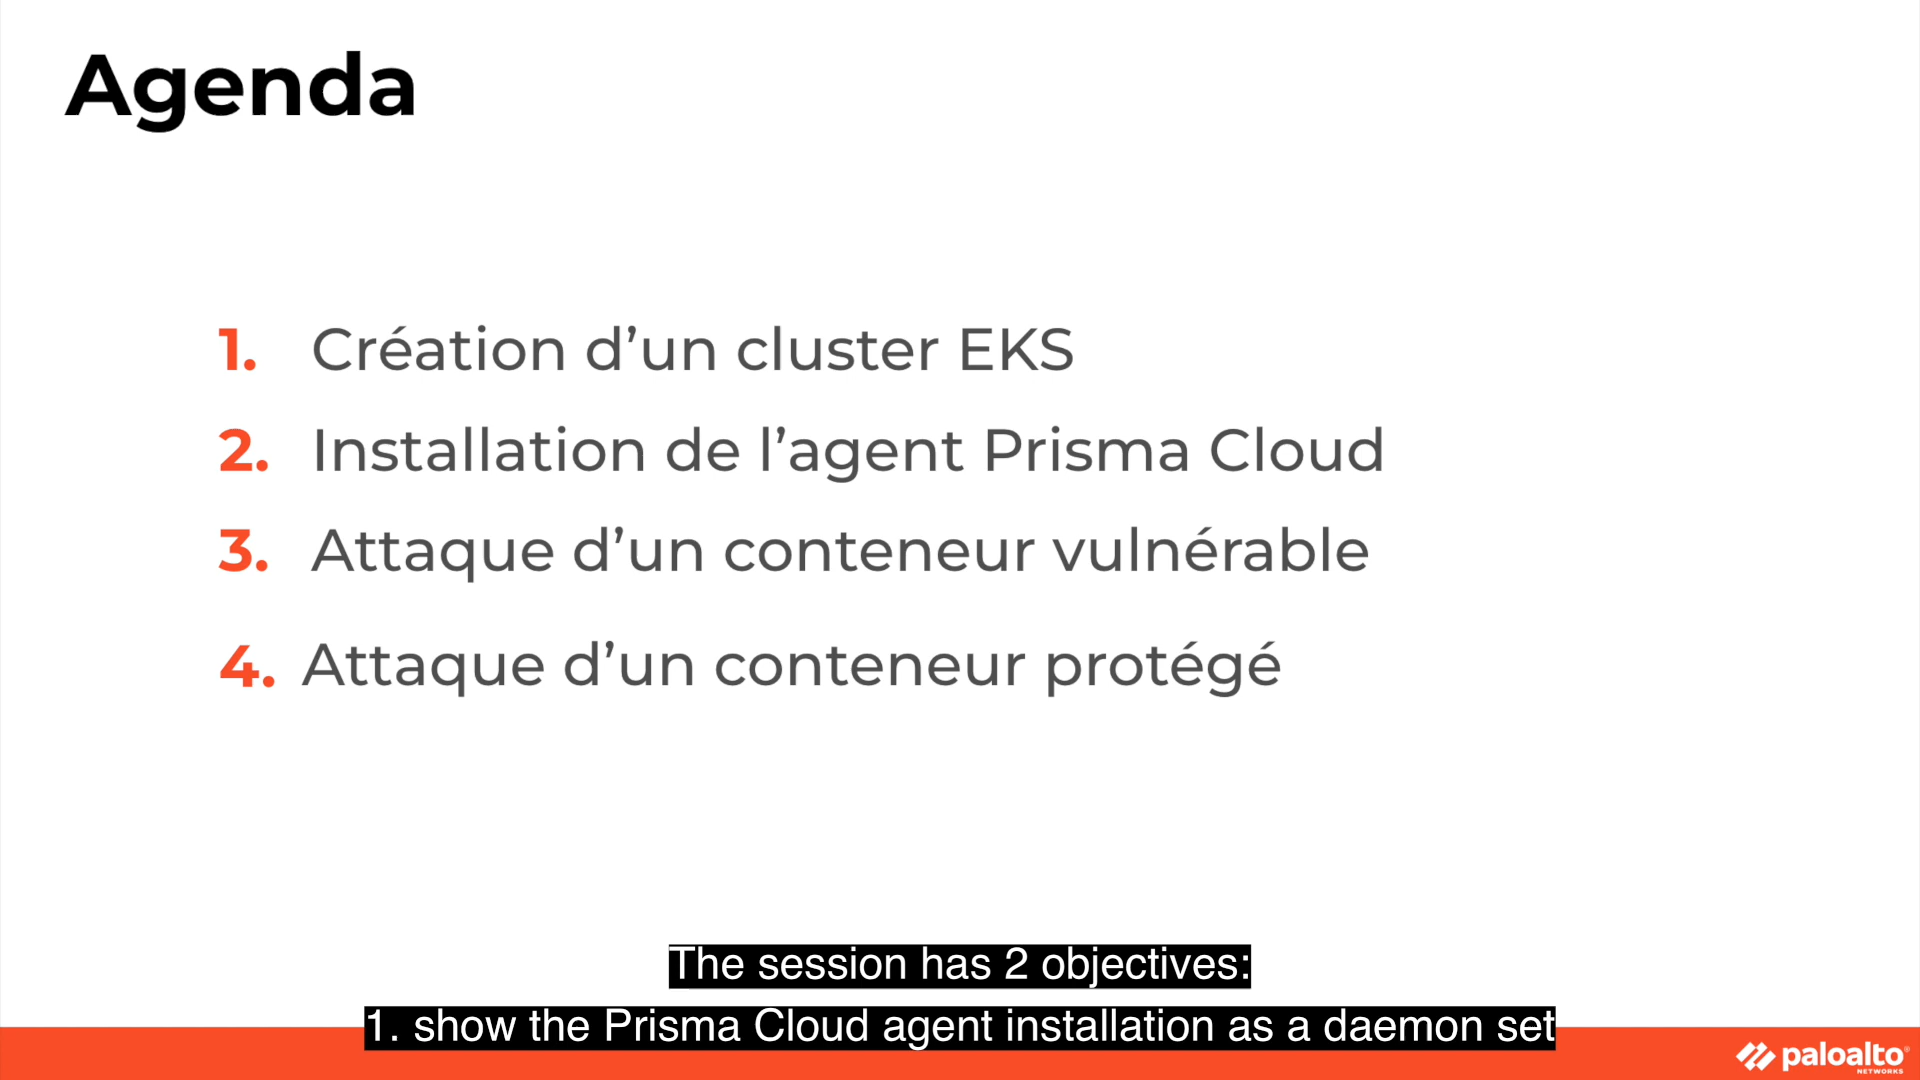 Agenda
1. Création d’un cluster EKS
2. Installation de l’agent Prisma Cloud
3. Attaque d’un conteneur vulnérable
4. Attaque d’un conteneur protégé
The session has 2 objectives:
1. show the Prisma Cloud agent installation as a daemon set
paloalto®
NETWORKS